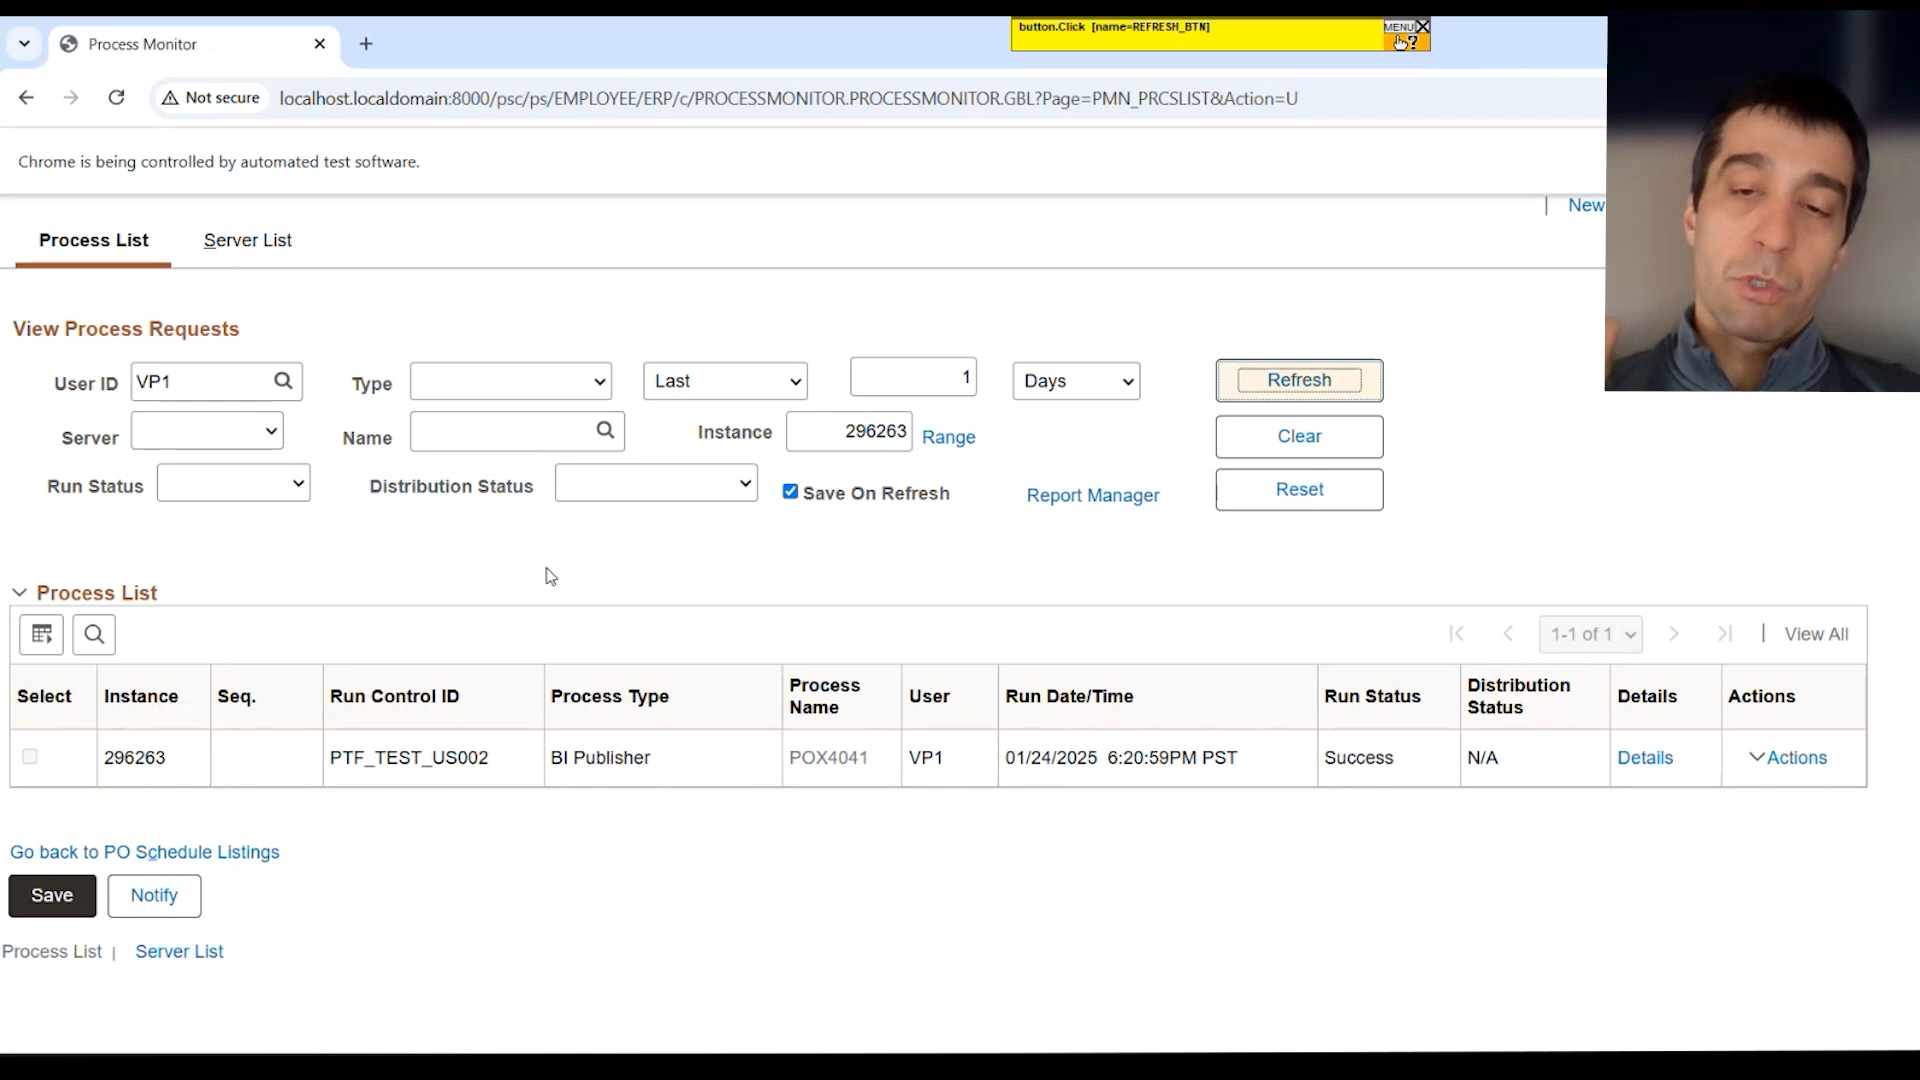 Process Monitor
button.Click [name=REFRESH_BTN]
MENU
?
Not secure
localhost.localdomain:8000/psc/ps/EMPLOYEE/ERP/c/PROCESSMONITOR.PROCESSMONITOR.GBL?Page=PMN_PRCSLIST&Action=U
Chrome is being controlled by automated test software.
| New
Process List Server List
View Process Requests
User ID VP1 Type Last 1 Days Refresh
Server Name Instance 296263 Range Clear
Run Status Distribution Status Save On Refresh Report Manager Reset
Process List
1-1 of 1 | View All
Select Instance Seq. Run Control ID Process Type Process Name User Run Date/Time Run Status Distribution Status Details Actions
296263 PTF_TEST_US002 BI Publisher POX4041 VP1 01/24/2025 6:20:59PM PST Success N/A Details Actions
Go back to PO Schedule Listings
Save Notify
Process List | Server List